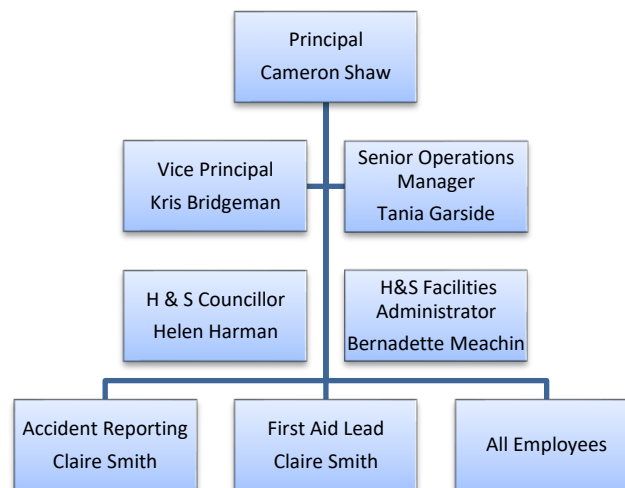 Principal
Cameron Shaw
Vice Principal
Kris Bridgeman
Senior Operations
Manager
Tania Garside
H & S Councillor
Helen Harman
H&S Facilities
Administrator
Bernadette Meachin
Accident Reporting
Claire Smith
First Aid Lead
Claire Smith
All Employees